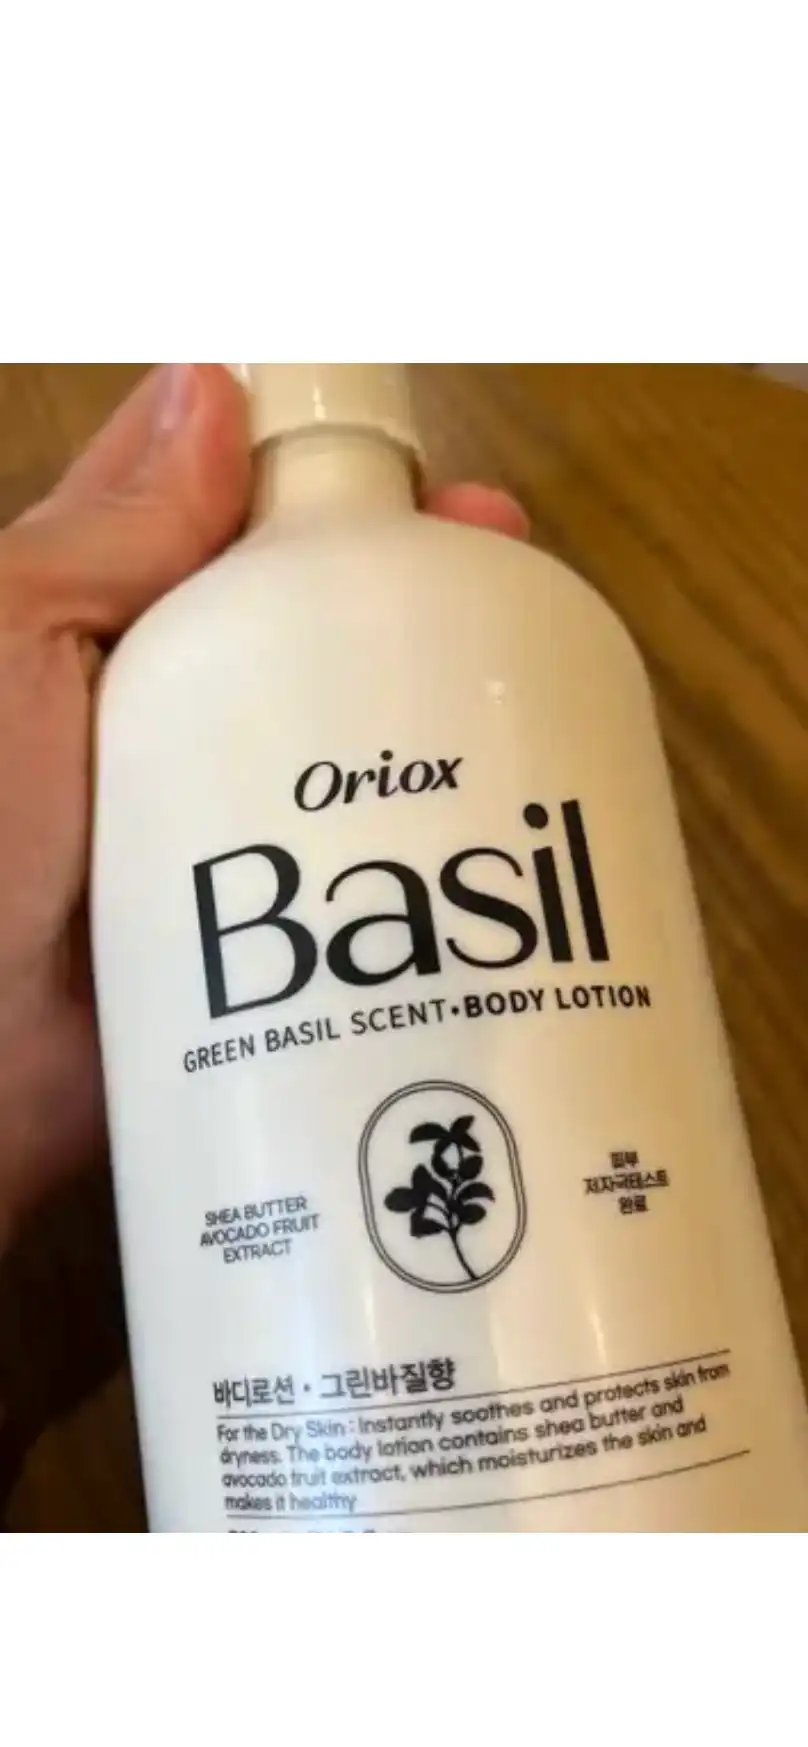 Oriox
Basil
GREEN BASIL SCENT•BODY LOTION
SHEA BUTTER
AVOCADO FRUIT
EXTRACT
피부
저자극테스트
완료
바디로션 · 그린바질향
For the Dry Skin : Instantly soothes and protects skin from
dryness. The body lotion contains shea butter and
avocado fruit extract, which moisturizes the skin and
makes it healthy